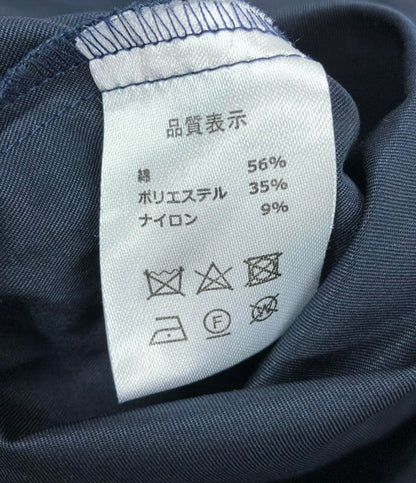 品質表示
綿 56%
ポリエステル 35%
ナイロン 9%
F
W